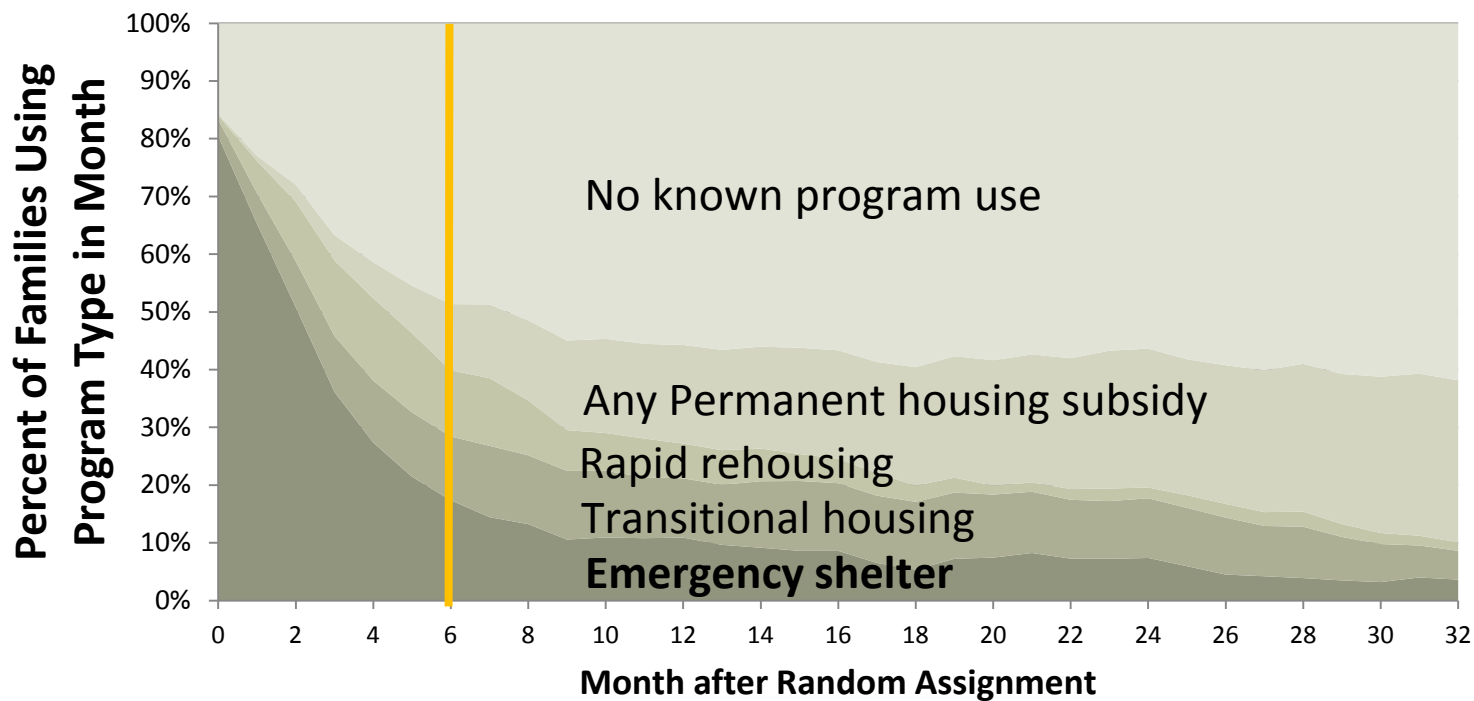 Percent of Families Using
Program Type in Month
100%
90%
80%
70%
60%
50%
40%
30%
20%
10%
0%
No known program use
Any Permanent housing subsidy
Rapid rehousing
Transitional housing
Emergency shelter
0 2 4 6 8 10 12 14 16 18 20 22 24 26 28 30 32
Month after Random Assignment